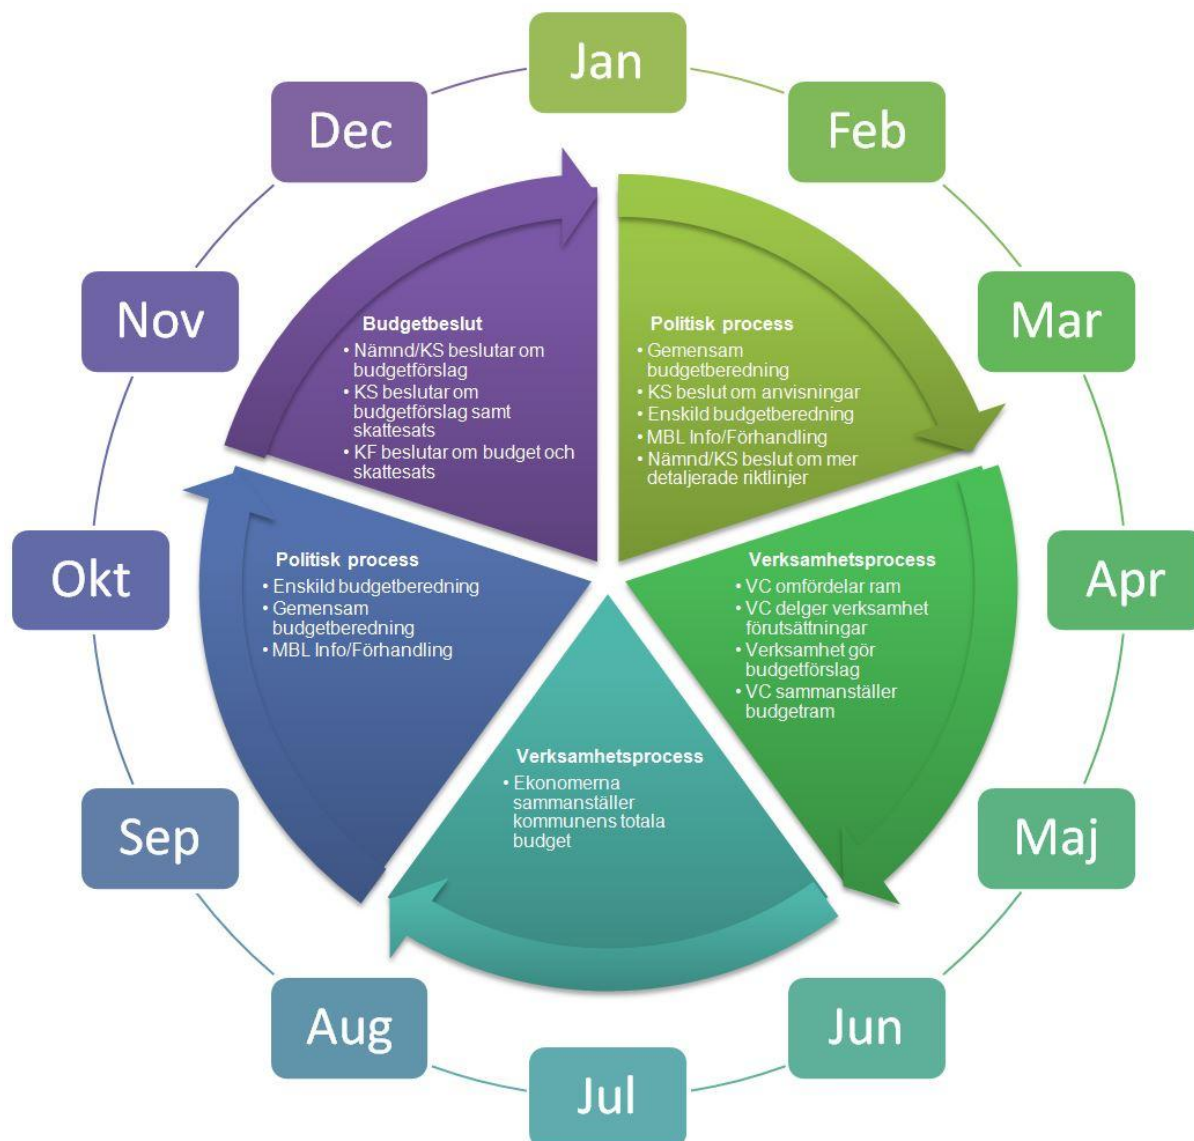 Jan
Feb
Mar
Apr
Maj
Jun
Jul
Aug
Sep
Okt
Nov
Dec
Politisk process
• Gemensam
budgetberedning
• KS beslut om anvisningar
• Enskild budgetberedning
• MBL Info/Förhandling
• Nämnd/KS beslut om mer
detaljerade riktlinjer
Verksamhetsprocess
• VC omfördelar ram
• VC delger verksamhet
förutsättningar
• Verksamhet gör
budgetförslag
• VC sammanställer
budgetram
Verksamhetsprocess
• Ekonomerna
sammanställer
kommunens totala
budget
Politisk process
• Enskild budgetberedning
• Gemensam
budgetberedning
• MBL Info/Förhandling
Budgetbeslut
• Nämnd/KS beslutar om
budgetförslag
• KS beslutar om
budgetförslag samt
skattesats
• KF beslutar om budget och
skattesats